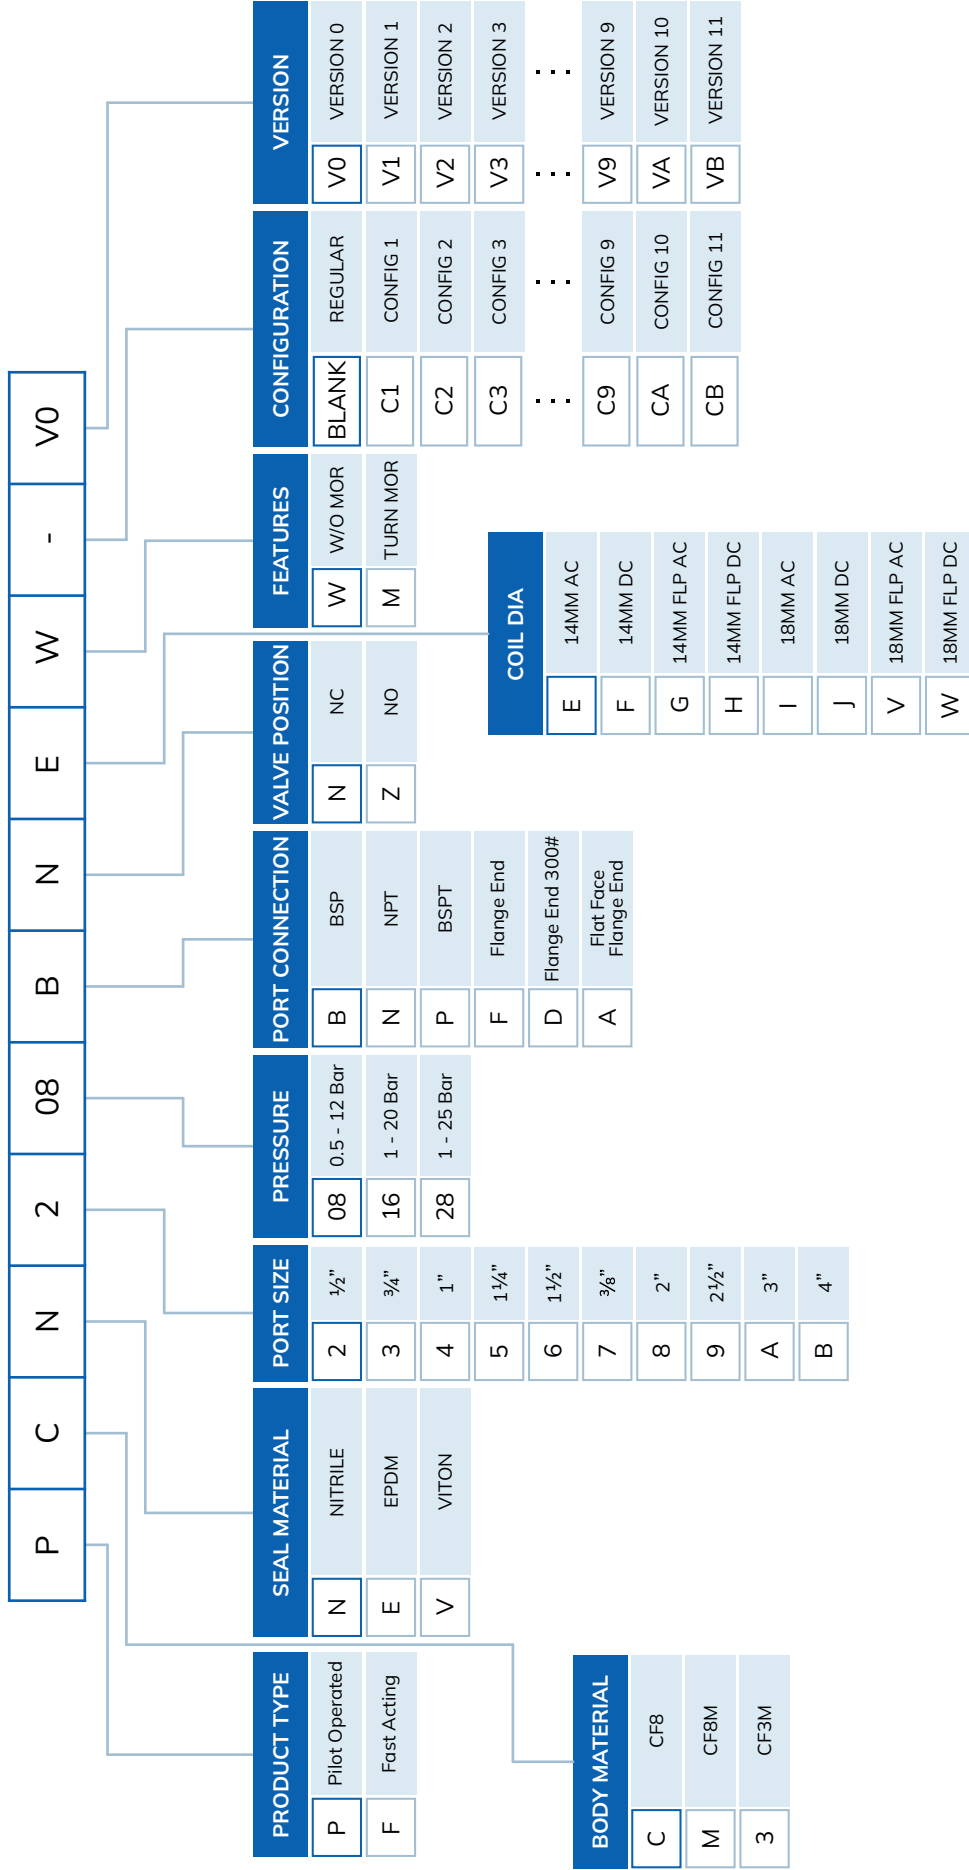 P C N 2 08 B N E W - V0
PRODUCT TYPE
P Pilot Operated
F Fast Acting
BODY MATERIAL
C CF8
M CF8M
3 CF3M
SEAL MATERIAL
N NITRILE
E EPDM
V VITON
PORT SIZE
2 ½”
3 ¾”
4 1”
5 1¼”
6 1½”
7 ⅜”
8 2”
9 2½”
A 3”
B 4”
PRESSURE
08 0.5 - 12 Bar
16 1 - 20 Bar
28 1 - 25 Bar
PORT CONNECTION
B BSP
N NPT
P BSPT
F Flange End
D Flange End 300#
A Flat Face
Flange End
VALVE POSITION
N NC
Z NO
COIL DIA
E 14MM AC
F 14MM DC
G 14MM FLP AC
H 14MM FLP DC
I 18MM AC
J 18MM DC
V 18MM FLP AC
W 18MM FLP DC
FEATURES
W W/O MOR
M TURN MOR
CONFIGURATION
BLANK REGULAR
C1 CONFIG 1
C2 CONFIG 2
C3 CONFIG 3
... ...
C9 CONFIG 9
CA CONFIG 10
CB CONFIG 11
VERSION
V0 VERSION 0
V1 VERSION 1
V2 VERSION 2
V3 VERSION 3
... ...
V9 VERSION 9
VA VERSION 10
VB VERSION 11